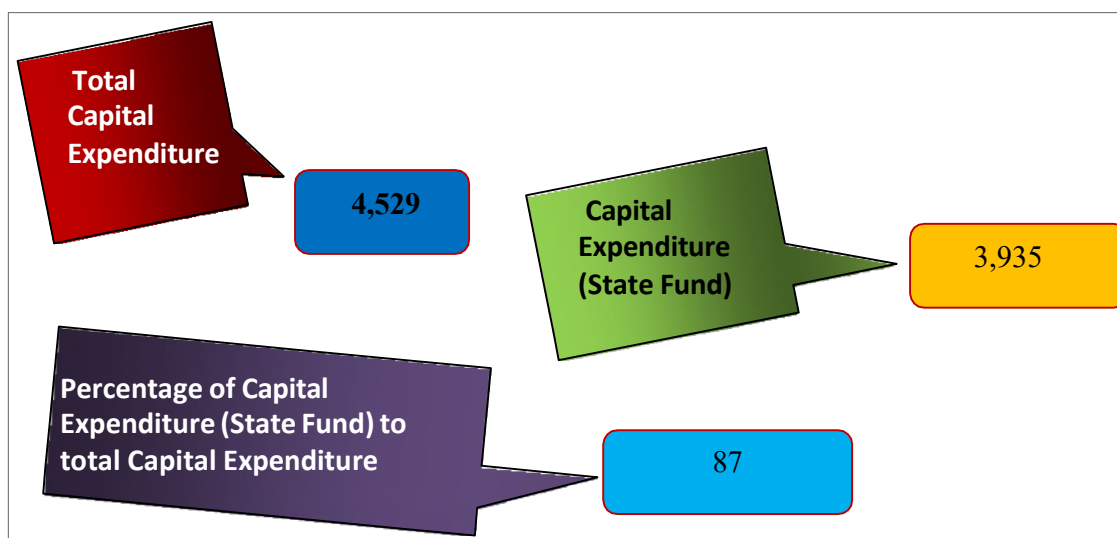 Total
Capital
Expenditure
4,529
Capital
Expenditure
(State Fund)
3,935
Percentage of Capital
Expenditure (State Fund) to
total Capital Expenditure
87